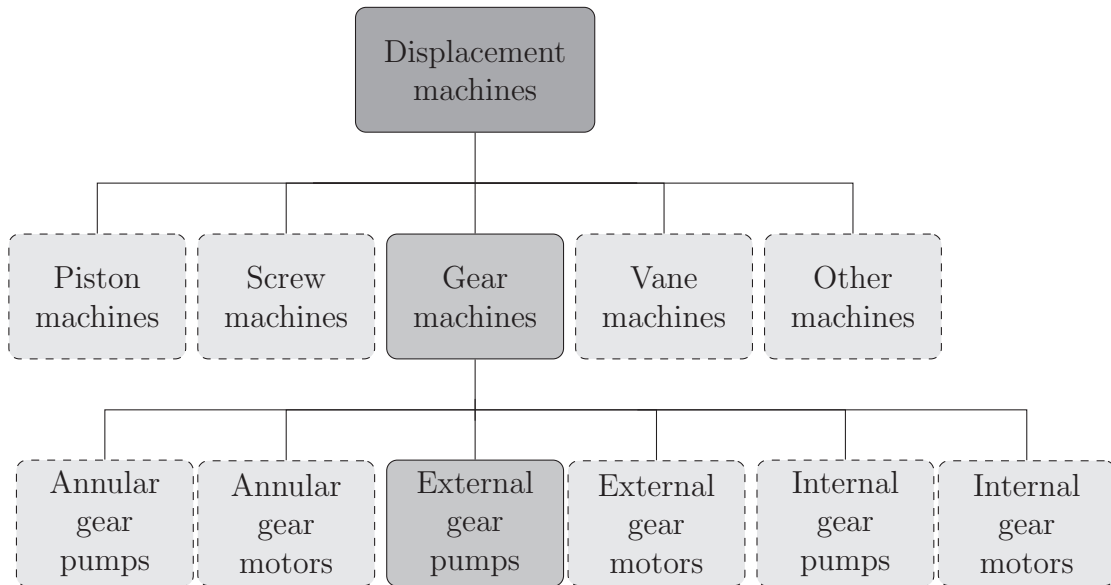 Displacement
machines
Piston
machines
Screw
machines
Gear
machines
Vane
machines
Other
machines
Annular
gear
pumps
Annular
gear
motors
External
gear
pumps
External
gear
motors
Internal
gear
pumps
Internal
gear
motors